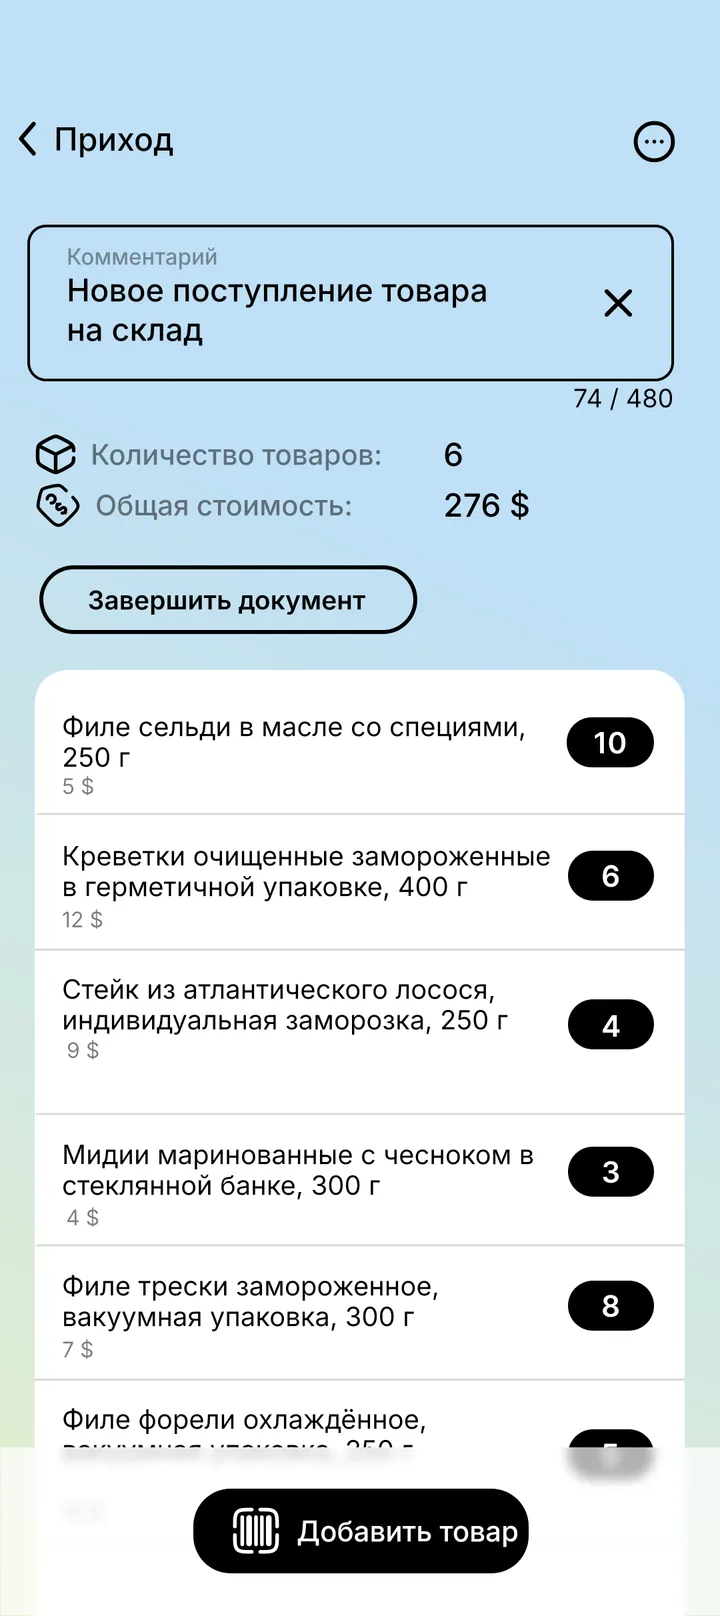 Приход
Комментарий
Новое поступление товара
на склад
74 / 480
Количество товаров: 6
Общая стоимость: 276 $
Завершить документ
Филе сельди в масле со специями,
250 г
10
5 $
Креветки очищенные замороженные
в герметичной упаковке, 400 г
6
12 $
Стейк из атлантического лосося,
индивидуальная заморозка, 250 г
4
9 $
Мидии маринованные с чесноком в
стеклянной банке, 300 г
3
4 $
Филе трески замороженное,
вакуумная упаковка, 300 г
8
7 $
Филе форели охлаждённое,
вакуумная упаковка,
Добавить товар